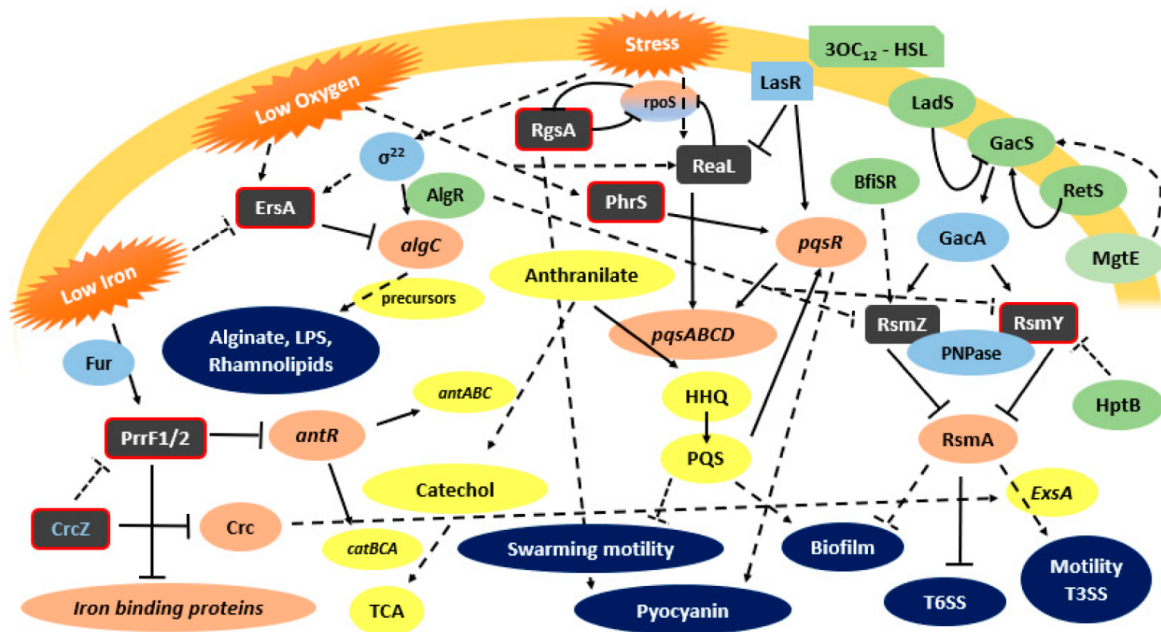 Stress
3OC12 - HSL
LasR
Low Oxygen
rpoS
LadS
RgsA
GacS
σ22
ReaL
BfiSR
RetS
ErsA
AlgR
PhrS
algC
pqsR
GacA
MgtE
Low Iron
Anthranilate
precursors
RsmZ
RsmY
Alginate, LPS,
Rhamnolipids
pqsABCD
PNPase
Fur
antABC
HHQ
HptB
PrrF1/2
antR
RsmA
PQS
Catechol
ExsA
CrcZ
Crc
catBCA
Swarming motility
Biofilm
Motility
T3SS
Iron binding proteins
TCA
Pyocyanin
T6SS